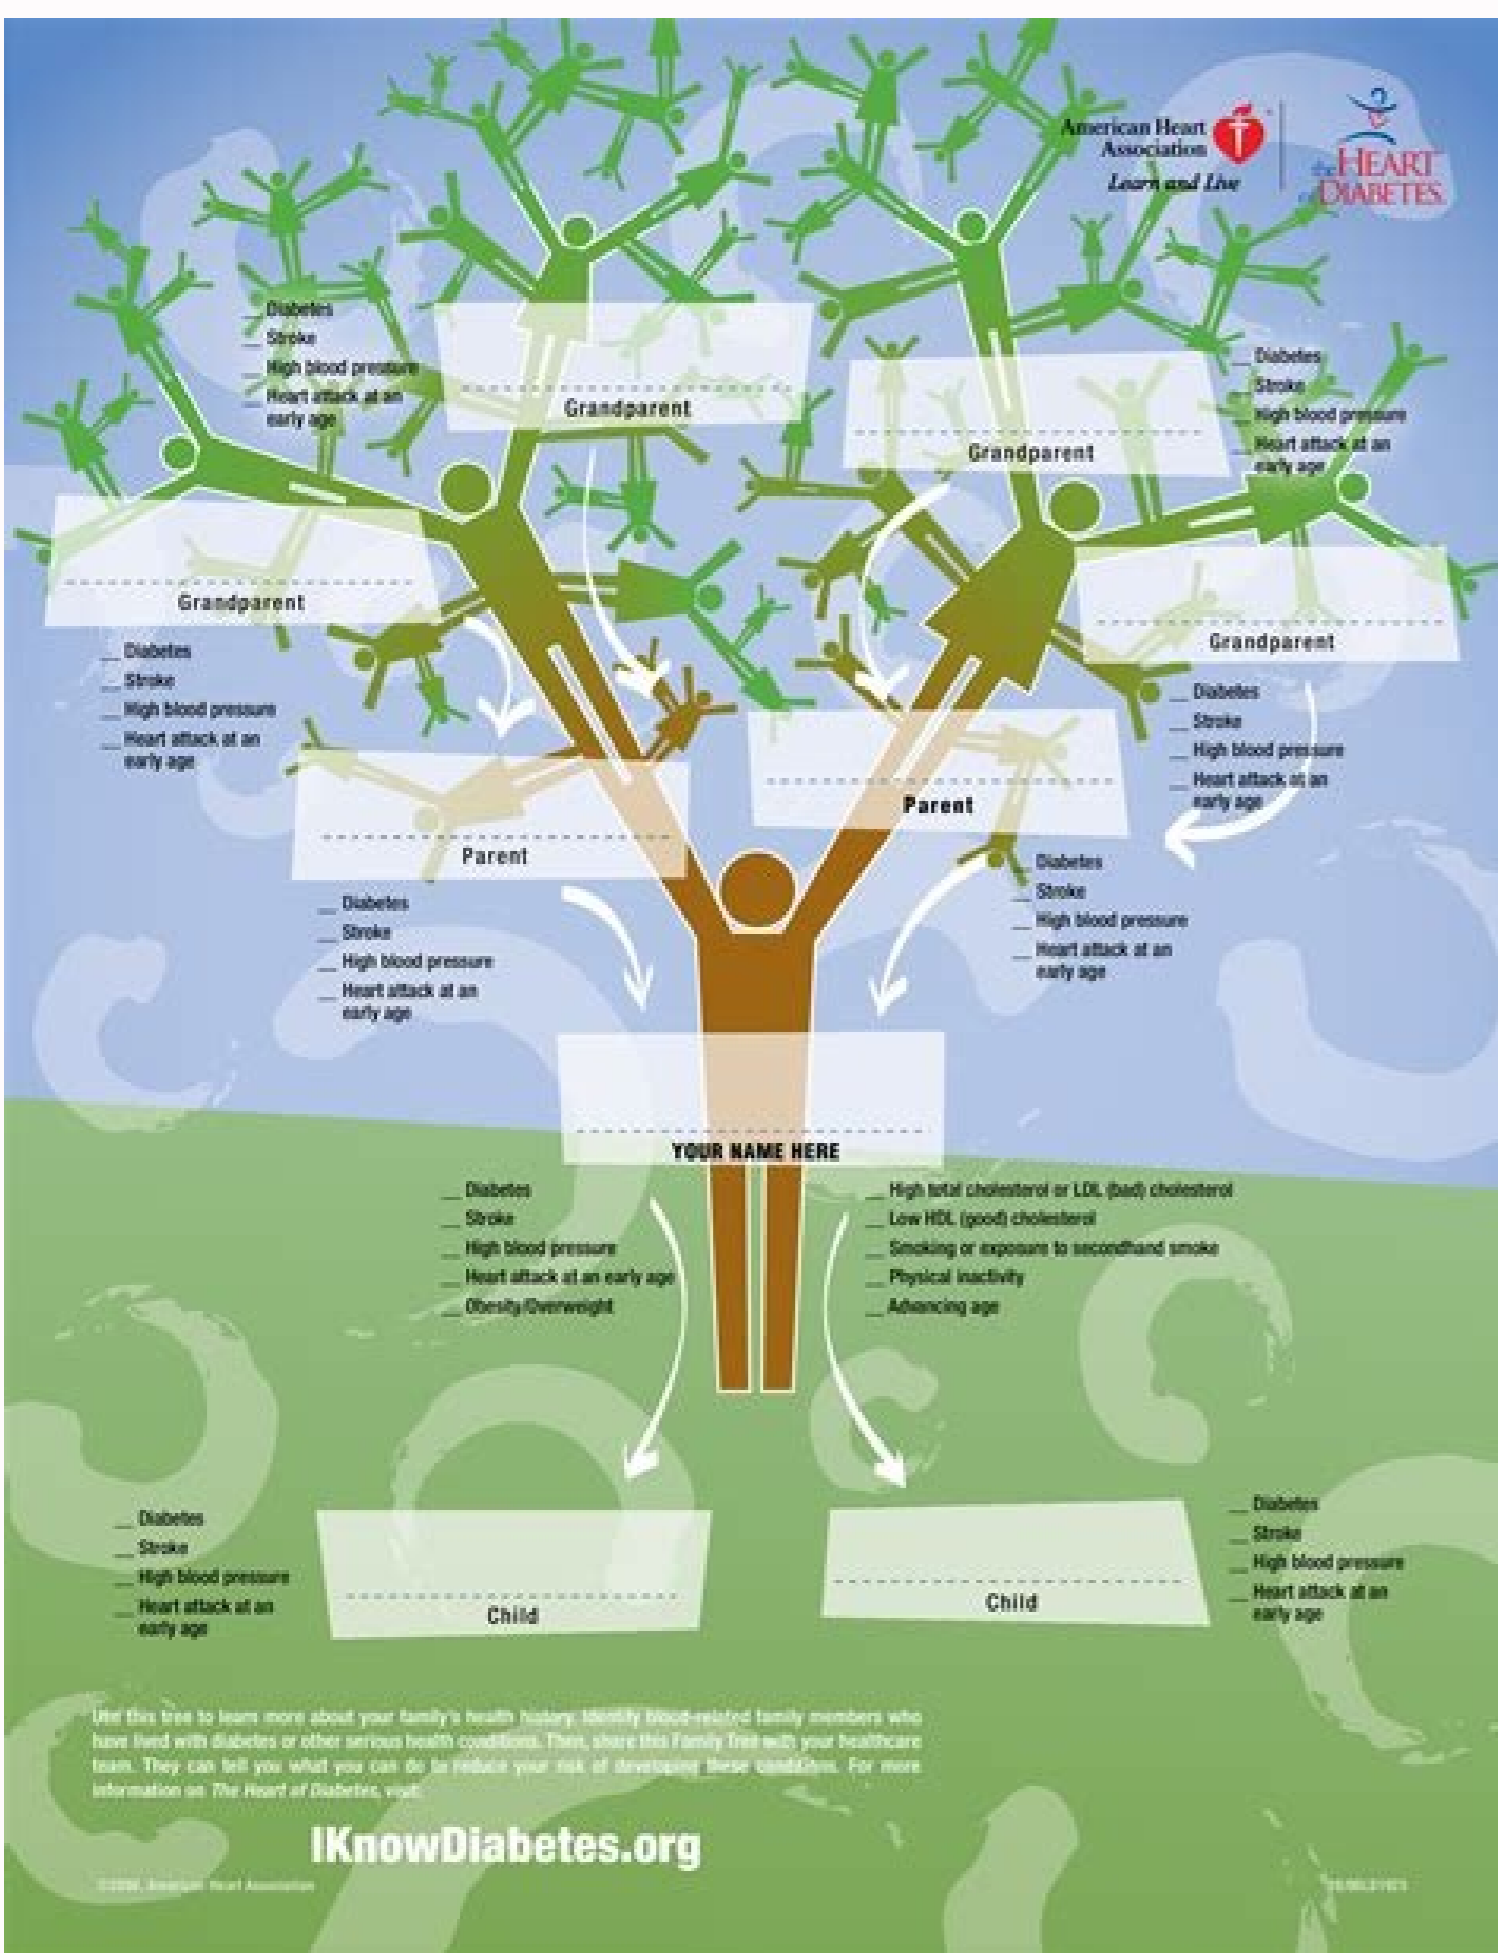 American Heart
Association
Learn and Live
the HEART
of DIABETES.
__ Diabetes
__ Stroke
__ High blood pressure
__ Heart attack at an
early age
Grandparent
Grandparent
__ Diabetes
__ Stroke
__ High blood pressure
__ Heart attack at an
early age
Grandparent
__ Diabetes
__ Stroke
__ High blood pressure
__ Heart attack at an
early age
Grandparent
__ Diabetes
__ Stroke
__ High blood pressure
__ Heart attack at an
early age
Parent
__ Diabetes
__ Stroke
__ High blood pressure
__ Heart attack at an
early age
Parent
__ Diabetes
__ Stroke
__ High blood pressure
__ Heart attack at an
early age
YOUR NAME HERE
__ Diabetes
__ Stroke
__ High blood pressure
__ Heart attack at an early age
__ Obesity/Overweight
__ High total cholesterol or LDL (bad) cholesterol
__ Low HDL (good) cholesterol
__ Smoking or exposure to secondhand smoke
__ Physical inactivity
__ Advancing age
__ Diabetes
__ Stroke
__ High blood pressure
__ Heart attack at an
early age
Child
Child
__ Diabetes
__ Stroke
__ High blood pressure
__ Heart attack at an
early age
Use this tree to learn more about your family's health history. Identify blood-related family members who
have lived with diabetes or other serious health conditions. Then, share this Family Tree with your healthcare
team. They can tell you what you can do to reduce your risk of developing these conditions. For more
information on The Heart of Diabetes, visit:
IKnowDiabetes.org
American Heart Association